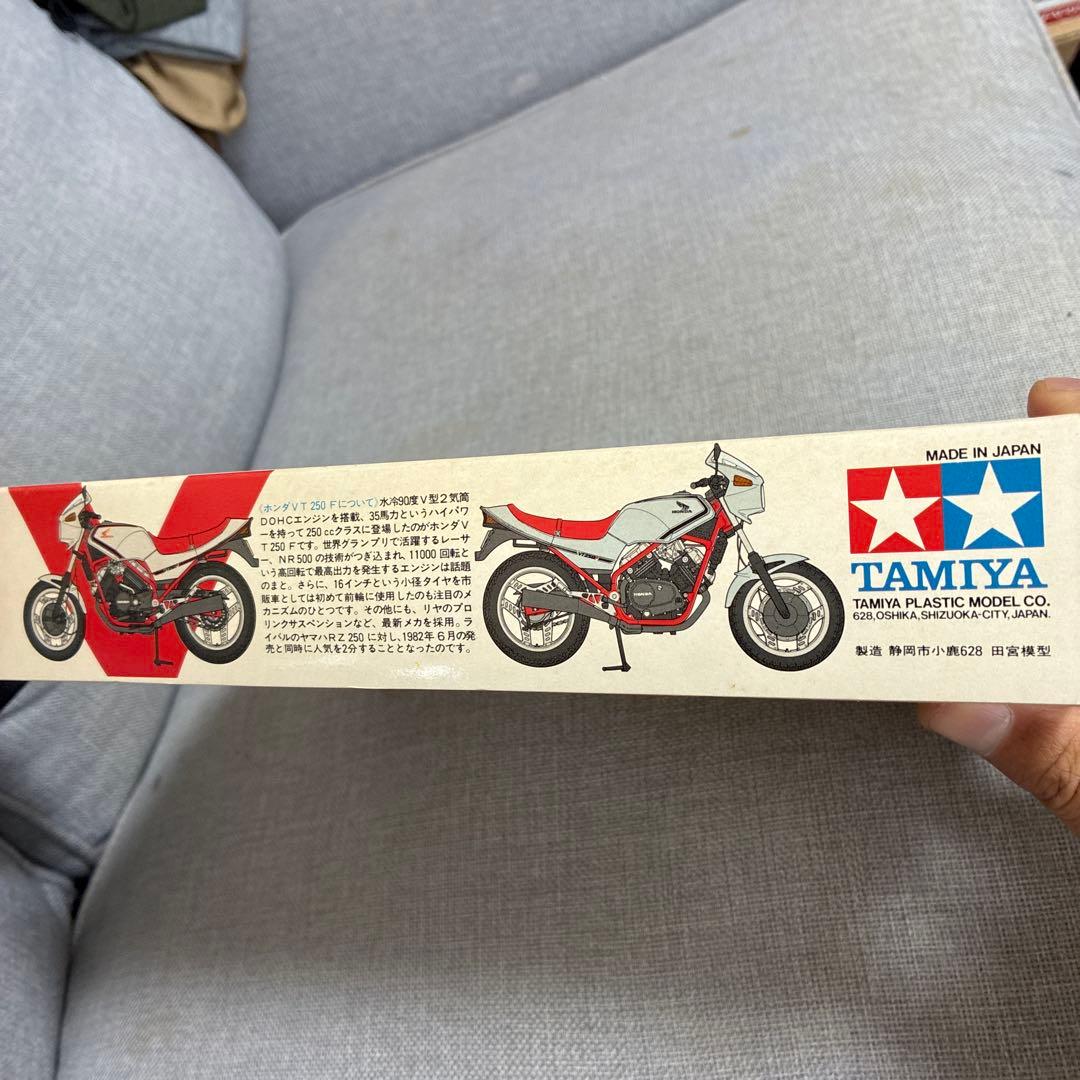 〈ホンダVT250Fについて〉水冷90度V型2気筒
DOHCエンジンを搭載、35馬力というハイパワ
ーを持って250ccクラスに登場したのがホンダV
T250Fです。世界グランプリで活躍するレーサ
ー、NR500の技術がつぎ込まれ、11000回転と
いう高回転で最高出力を発生するエンジンは話題
のまと。さらに、16インチという小径タイヤを市
販車としては初めて前輪に使用したのも注目のメ
カニズムのひとつです。その他にも、リヤのプロ
リンクサスペンションなど、最新メカを採用。ラ
イバルのヤマハRZ250に対し、1982年6月の発
売と同時に人気を2分することとなったのです。
HONDA
VT250F
HONDA
MADE IN JAPAN
TAMIYA
TAMIYA PLASTIC MODEL CO.
628,OSHIKA,SHIZUOKA-CITY,JAPAN.
製造 静岡市小鹿628 田宮模型